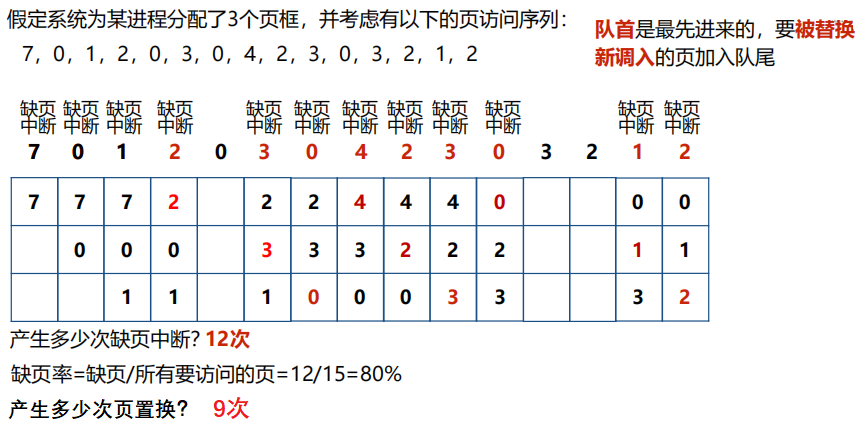 假定系统为某进程分配了3个页框，并考虑有以下的页访问序列：
7，0，1，2，0，3，0，4，2，3，0，3，2，1，2
队首是最先进来的，要被替换
新调入的页加入队尾
缺页 缺页 缺页 缺页 缺页 缺页 缺页 缺页 缺页 缺页 缺页 缺页
中断 中断 中断 中断 中断 中断 中断 中断 中断 中断 中断 中断
7 0 1 2 0 3 0 4 2 3 0 3 2 1 2
7 7 7 2 2 2 4 4 4 0 0 0
0 0 0 3 3 3 2 2 2 1 1
1 1 1 0 0 0 3 3 3 2
产生多少次缺页中断？12次
缺页率=缺页/所有要访问的页=12/15=80%
产生多少次页置换？ 9次